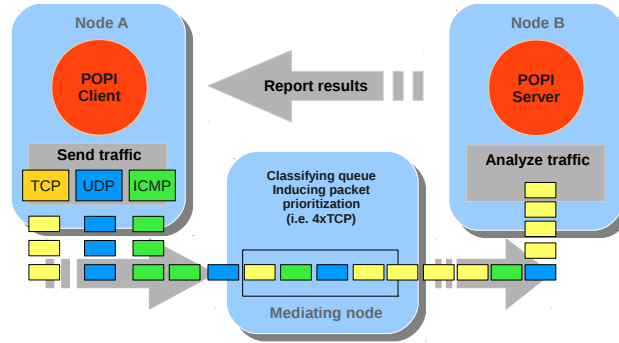 Node A
Node B
POPI
Client
Report results
POPI
Server
Send traffic
Analyze traffic
TCP
UDP
ICMP
Classifying queue
Inducing packet
prioritization
(i.e. 4xTCP)
Mediating node